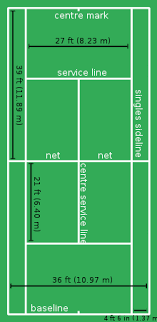 centre mark
27 ft (8.23 m)
39 ft (11.89 m)
service line
singles sideline
net
net
21 ft (6.40 m)
centre service line
36 ft (10.97 m)
baseline
4 ft 6 in (1.37 m